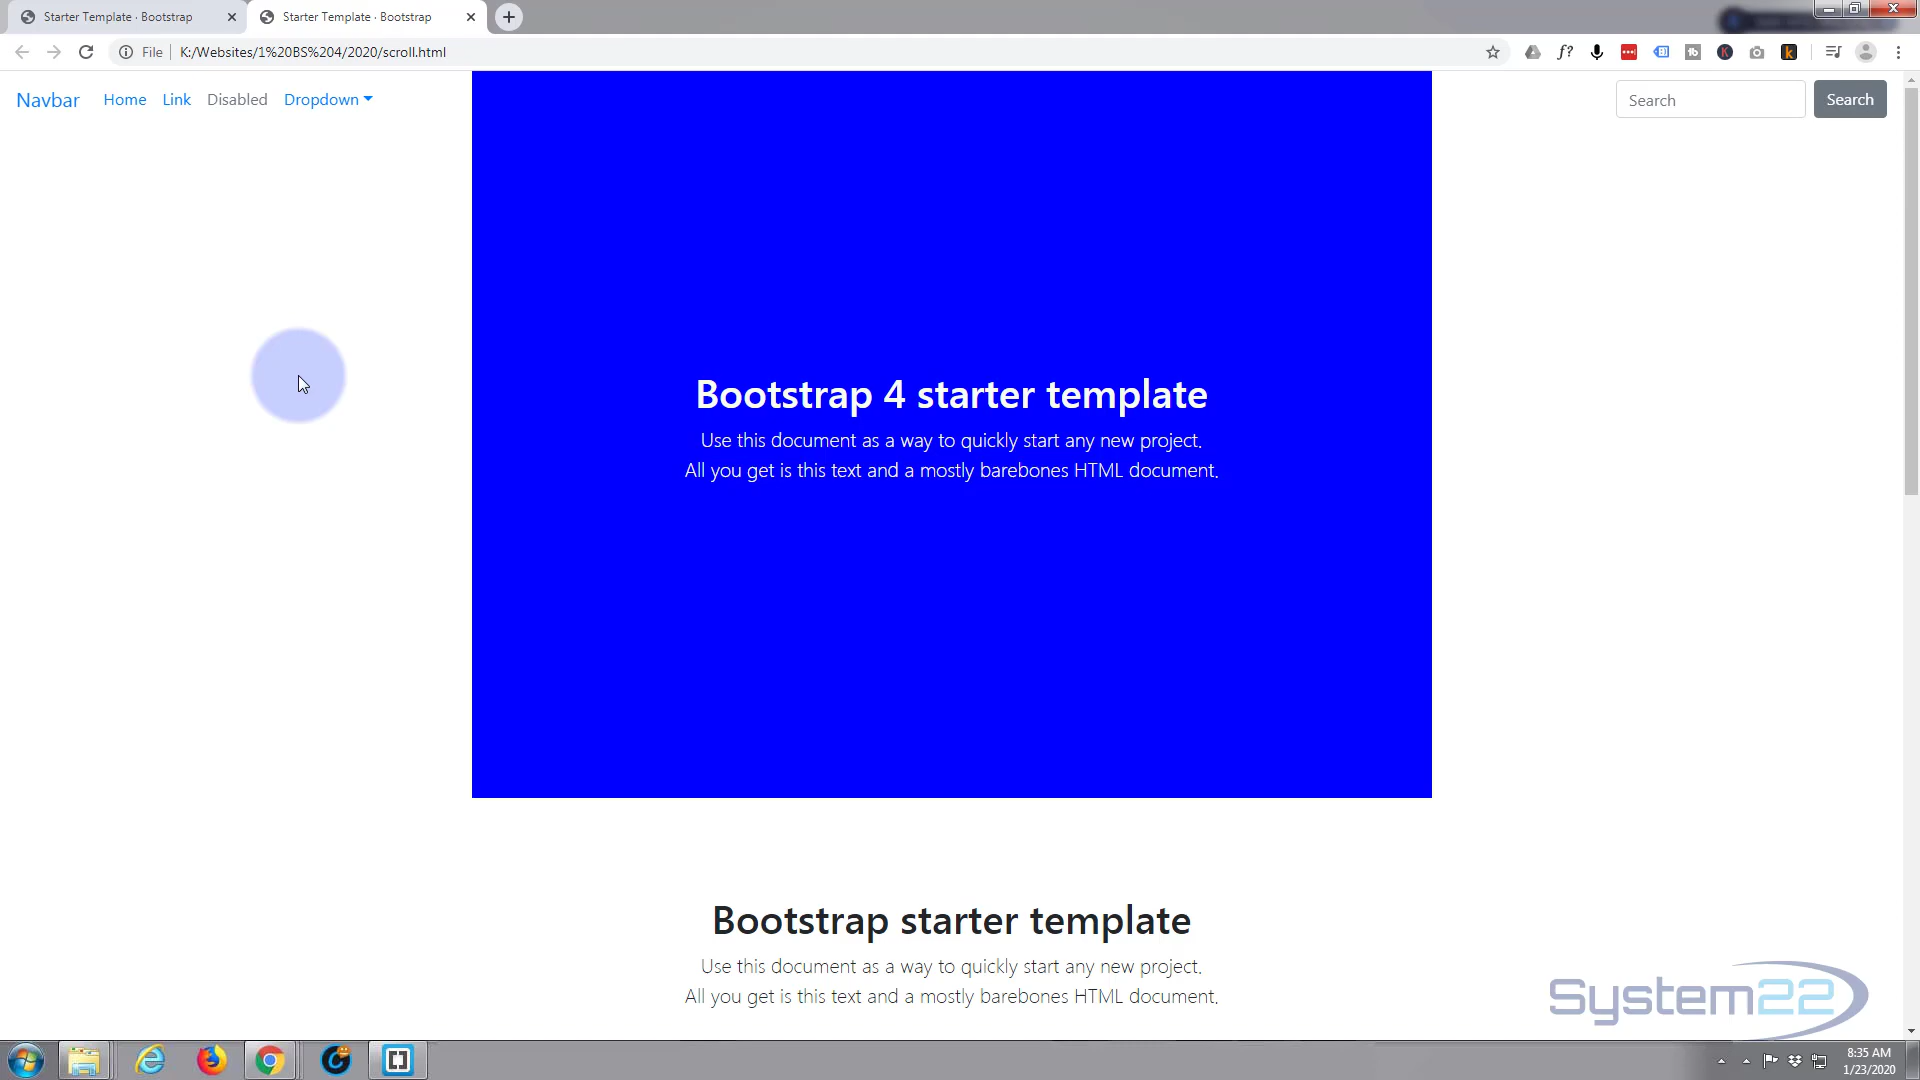 Starter Template · Bootstrap
Starter Template · Bootstrap
File K:/Websites/1%20BS%204/2020/scroll.html
Navbar Home Link Disabled Dropdown Search Search
Bootstrap 4 starter template
Use this document as a way to quickly start any new project.
All you get is this text and a mostly barebones HTML document.
Bootstrap starter template
Use this document as a way to quickly start any new project.
All you get is this text and a mostly barebones HTML document.
System22
8:35 AM
1/23/2020